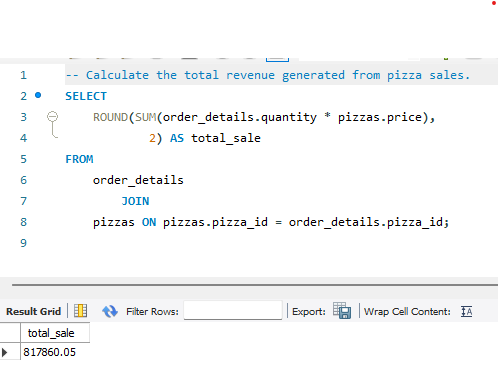 1 -- Calculate the total revenue generated from pizza sales.
2 SELECT
3 ROUND(SUM(order_details.quantity * pizzas.price),
4 2) AS total_sale
5 FROM
6 order_details
7 JOIN
8 pizzas ON pizzas.pizza_id = order_details.pizza_id;
9
Result Grid Filter Rows: Export: Wrap Cell Content: IA
total_sale
817860.05